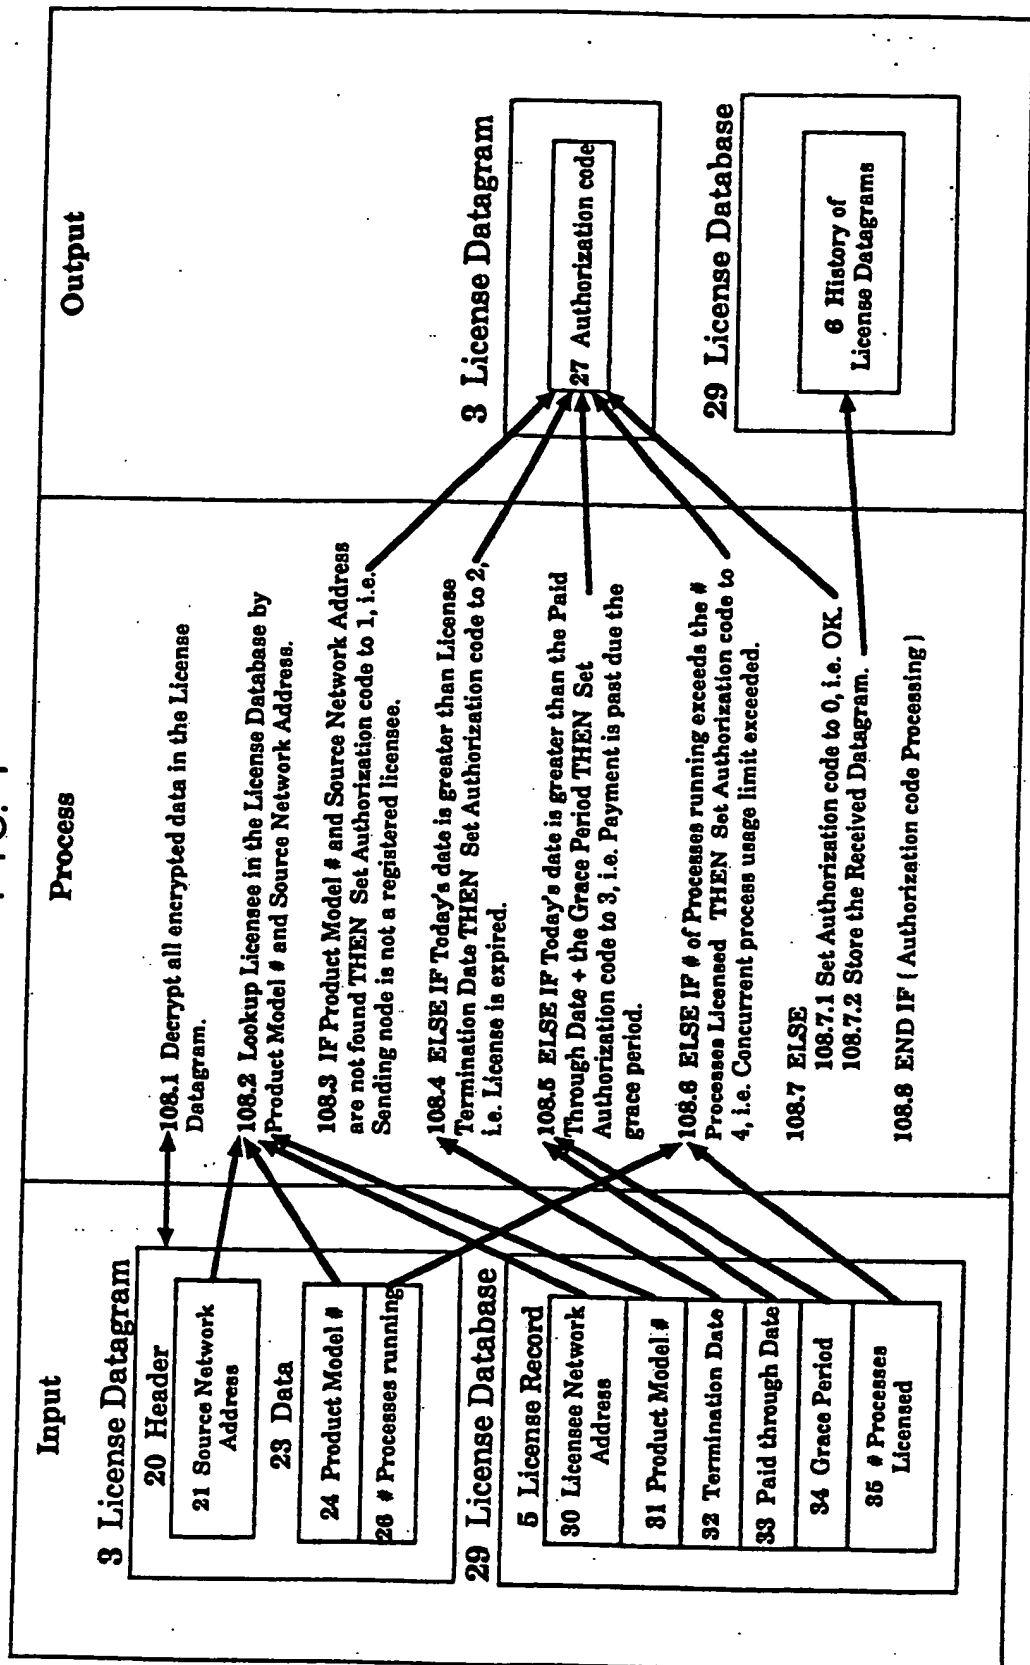 Input
3 License Datagram
20 Header
21 Source Network
Address
23 Data
24 Product Model #
26 # Processes running
29 License Database
5 License Record
30 Licensee Network
Address
31 Product Model #
32 Termination Date
33 Paid through Date
34 Grace Period
35 # Processes
Licensed
Process
108.1 Decrypt all encrypted data in the License
Datagram.
108.2 Lookup Licensee in the License Database by
Product Model # and Source Network Address.
108.3 IF Product Model # and Source Network Address
are not found THEN Set Authorization code to 1, i.e.
Sending node is not a registered licensee.
108.4 ELSE IF Today's date is greater than License
Termination Date THEN Set Authorization code to 2,
i.e. License is expired.
108.5 ELSE IF Today's date is greater than the Paid
Through Date + the Grace Period THEN Set
Authorization code to 3, i.e. Payment is past due the
grace period.
108.6 ELSE IF # of Processes running exceeds the #
Processes Licensed THEN Set Authorization code to
4, i.e. Concurrent process usage limit exceeded.
108.7 ELSE
108.7.1 Set Authorization code to 0, i.e. OK.
108.7.2 Store the Received Datagram.
108.8 END IF { Authorization code Processing }
Output
3 License Datagram
27 Authorization code
29 License Database
6 History of
License Datagrams